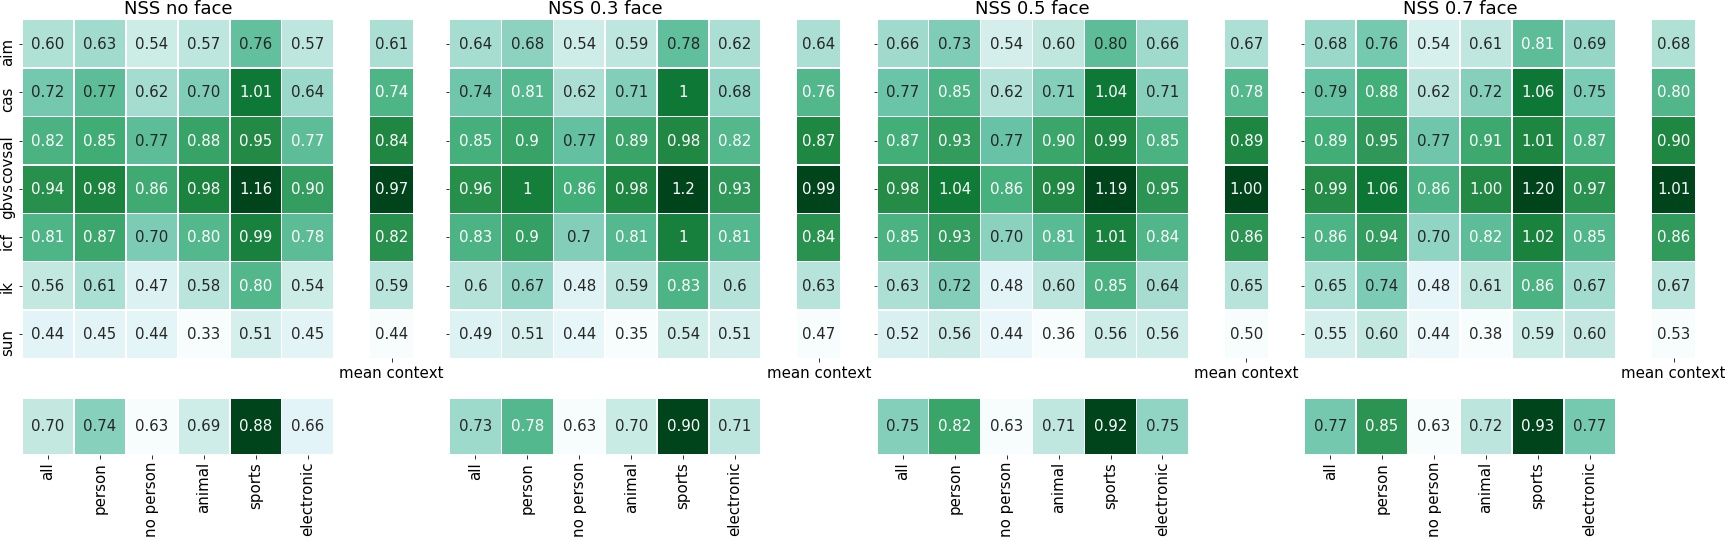 NSS no face NSS 0.3 face NSS 0.5 face NSS 0.7 face
aim 0.60 0.63 0.54 0.57 0.76 0.57 0.61 0.64 0.68 0.54 0.59 0.78 0.62 0.64 0.66 0.73 0.54 0.60 0.80 0.66 0.67 0.68 0.76 0.54 0.61 0.81 0.69 0.68
cas 0.72 0.77 0.62 0.70 1.01 0.64 0.74 0.74 0.81 0.62 0.71 1 0.68 0.76 0.77 0.85 0.62 0.71 1.04 0.71 0.78 0.79 0.88 0.62 0.72 1.06 0.75 0.80
covsal 0.82 0.85 0.77 0.88 0.95 0.77 0.84 0.85 0.9 0.77 0.89 0.98 0.82 0.87 0.87 0.93 0.77 0.90 0.99 0.85 0.89 0.89 0.95 0.77 0.91 1.01 0.87 0.90
gbvs 0.94 0.98 0.86 0.98 1.16 0.90 0.97 0.96 1 0.86 0.98 1.2 0.93 0.99 0.98 1.04 0.86 0.99 1.19 0.95 1.00 0.99 1.06 0.86 1.00 1.20 0.97 1.01
icf 0.81 0.87 0.70 0.80 0.99 0.78 0.82 0.83 0.9 0.7 0.81 1 0.81 0.84 0.85 0.93 0.70 0.81 1.01 0.84 0.86 0.86 0.94 0.70 0.82 1.02 0.85 0.86
ik 0.56 0.61 0.47 0.58 0.80 0.54 0.59 0.6 0.67 0.48 0.59 0.83 0.6 0.63 0.63 0.72 0.48 0.60 0.85 0.64 0.65 0.65 0.74 0.48 0.61 0.86 0.67 0.67
sun 0.44 0.45 0.44 0.33 0.51 0.45 0.44 0.49 0.51 0.44 0.35 0.54 0.51 0.47 0.52 0.56 0.44 0.36 0.56 0.56 0.50 0.55 0.60 0.44 0.38 0.59 0.60 0.53
mean context mean context mean context mean context
0.70 0.74 0.63 0.69 0.88 0.66 0.73 0.78 0.63 0.70 0.90 0.71 0.75 0.82 0.63 0.71 0.92 0.75 0.77 0.85 0.63 0.72 0.93 0.77
all person no person animal sports electronic all person no person animal sports electronic all person no person animal sports electronic all person no person animal sports electronic